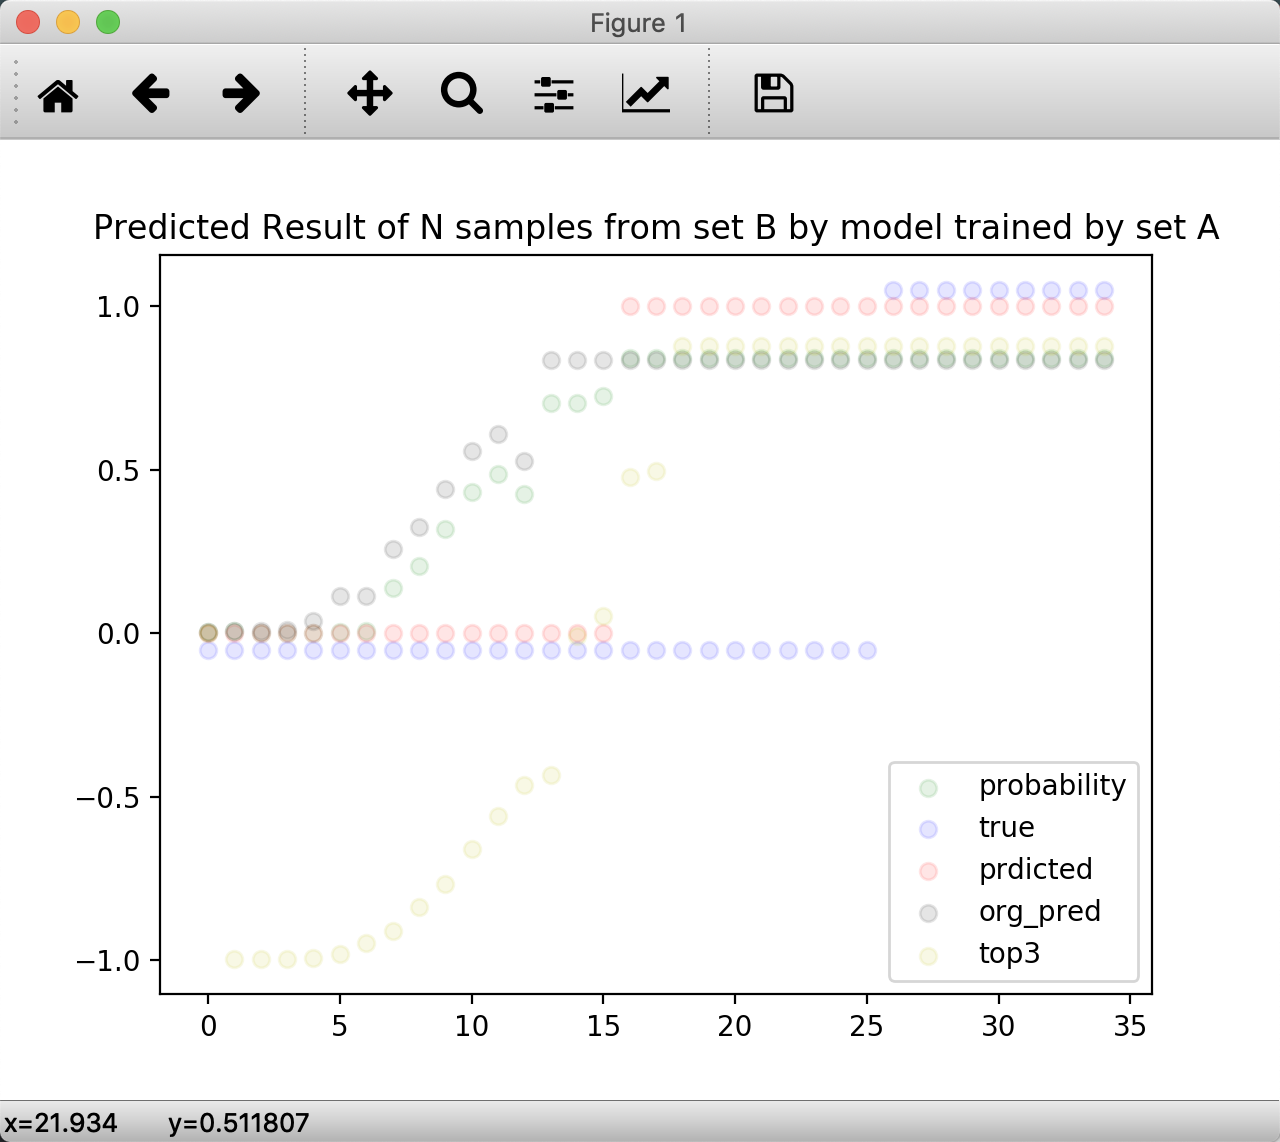 Figure 1
Predicted Result of N samples from set B by model trained by set A
1.0
0.5
0.0
−0.5
−1.0
0 5 10 15 20 25 30 35
probability
true
prdicted
org_pred
top3
x=21.934 y=0.511807